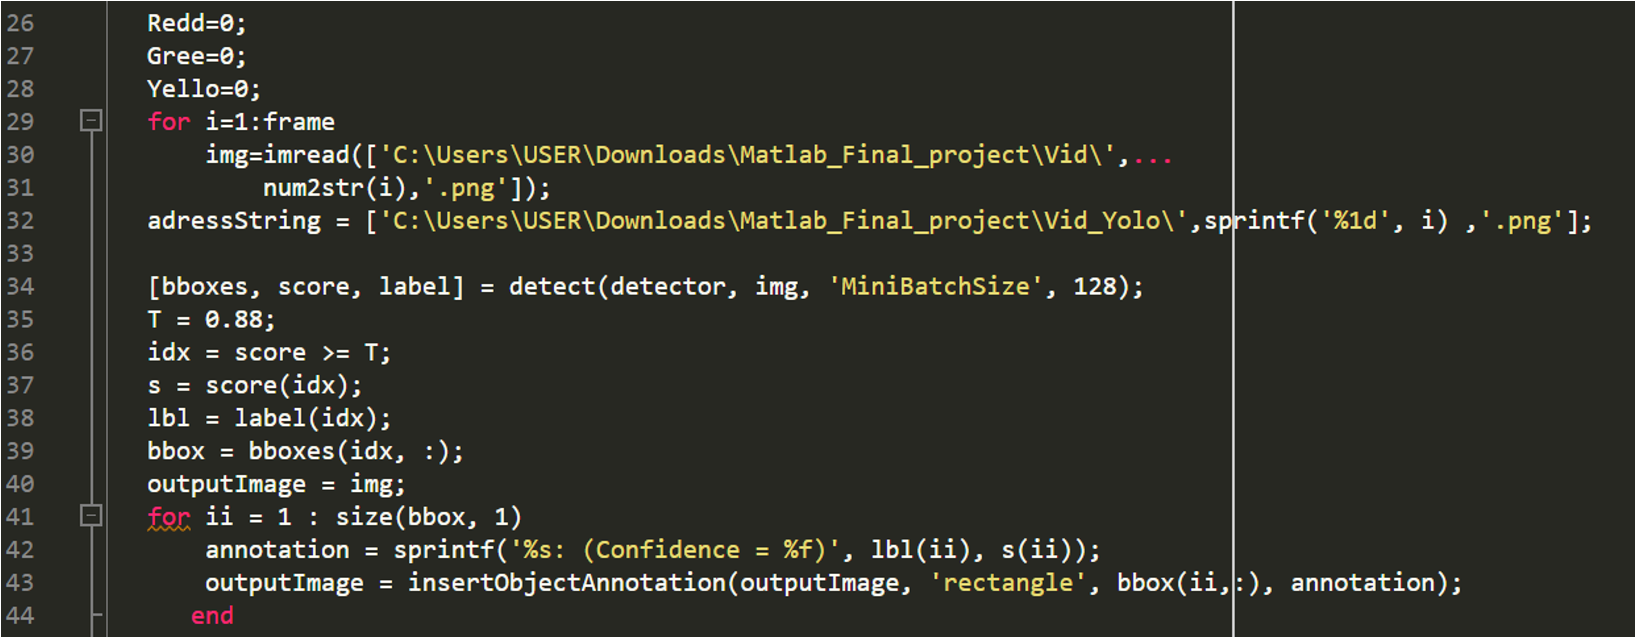 26 Redd=0;
27 Gree=0;
28 Yello=0;
29 for i=1:frame
30 img=imread(['C:\Users\USER\Downloads\Matlab_Final_project\Vid\',...
31 num2str(i),'.png']);
32 adressString = ['C:\Users\USER\Downloads\Matlab_Final_project\Vid_Yolo\',sprintf('%1d', i) ,'.png'];
33
34 [bboxes, score, label] = detect(detector, img, 'MiniBatchSize', 128);
35 T = 0.88;
36 idx = score >= T;
37 s = score(idx);
38 lbl = label(idx);
39 bbox = bboxes(idx, :);
40 outputImage = img;
41 for ii = 1 : size(bbox, 1)
42 annotation = sprintf('%s: (Confidence = %f)', lbl(ii), s(ii));
43 outputImage = insertObjectAnnotation(outputImage, 'rectangle', bbox(ii,:), annotation);
44 end